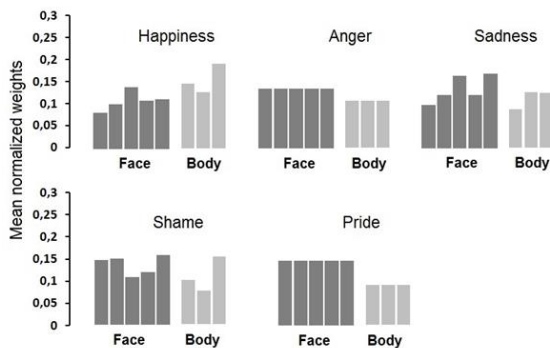 Mean normalized weights
0,3
0,25
0,2
0,15
0,1
0,05
0
Happiness
Anger
Sadness
Face Body Face Body Face Body
0,3
0,25
0,2
0,15
0,1
0,05
0
Shame
Pride
Face Body Face Body